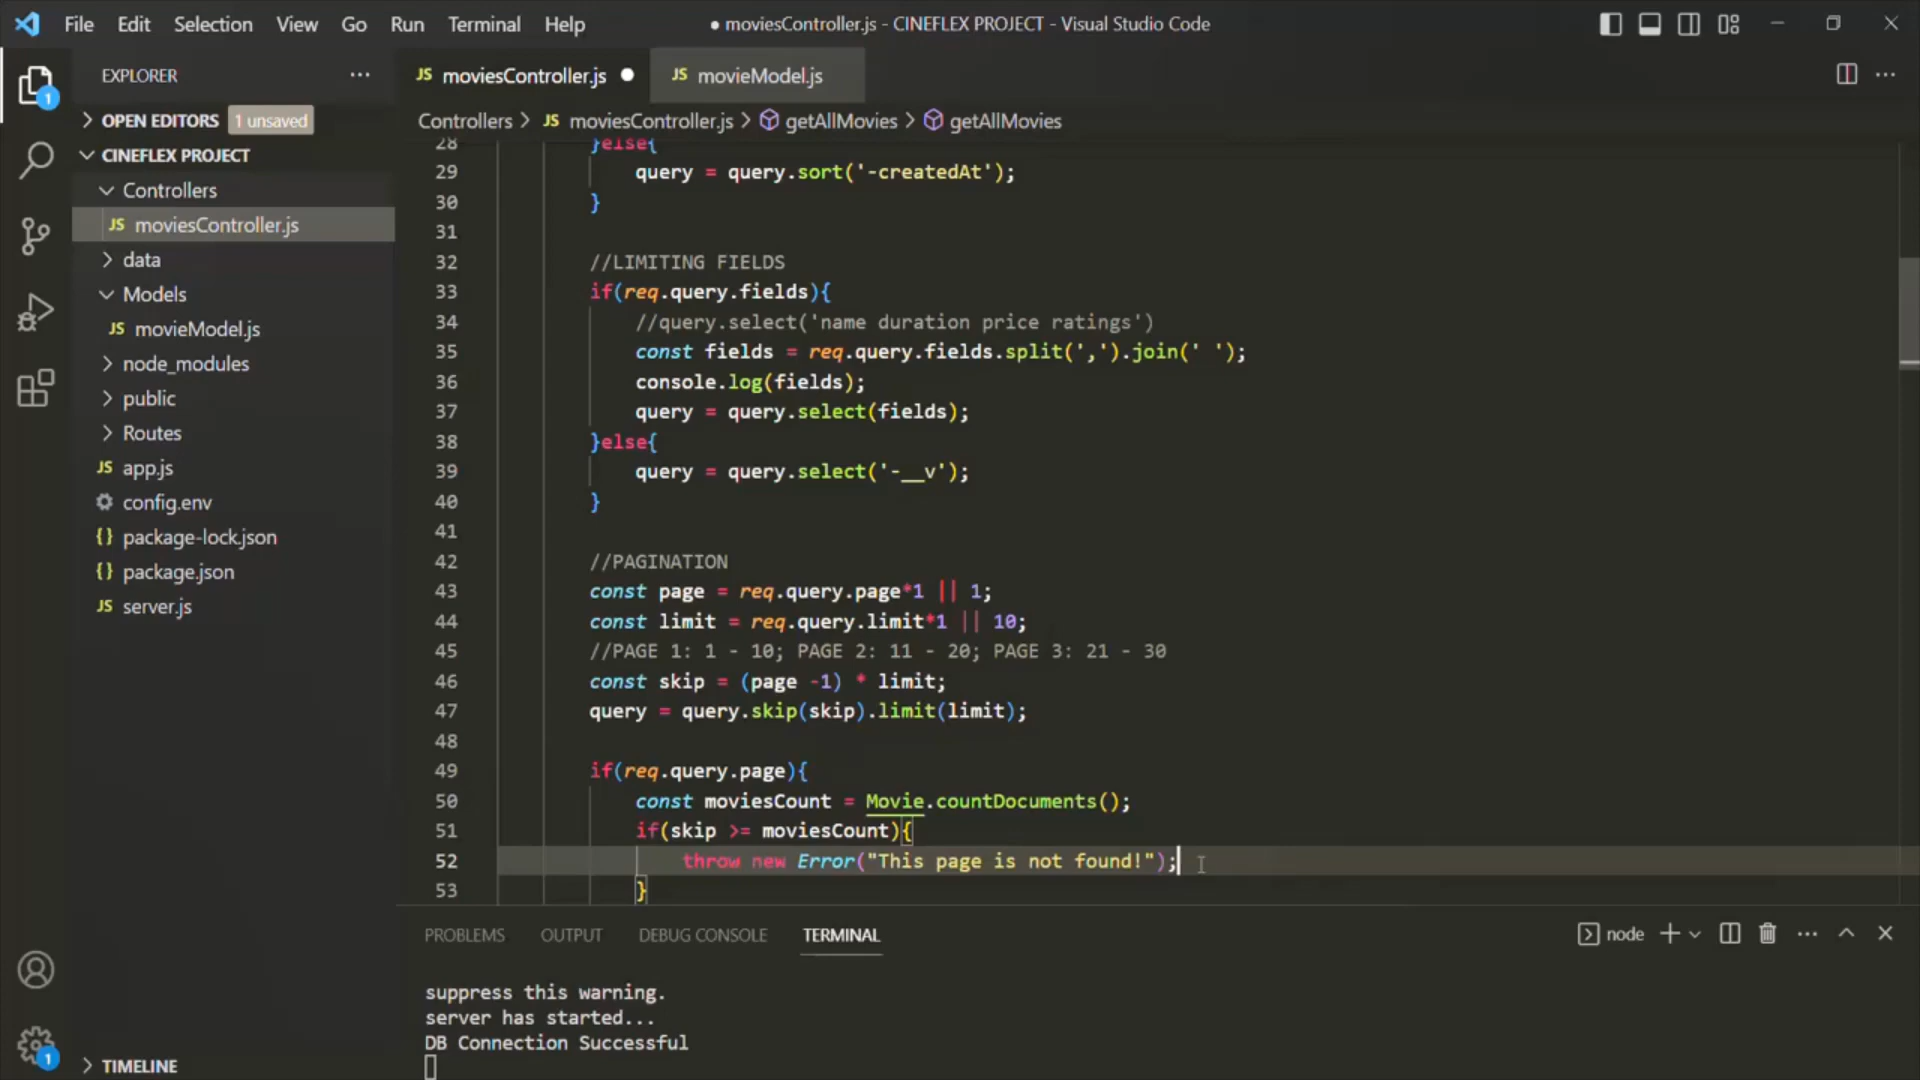 File Edit Selection View Go Run Terminal Help
● moviesController.js - CINEFLEX PROJECT - Visual Studio Code
EXPLORER
1
OPEN EDITORS 1 unsaved
CINEFLEX PROJECT
Controllers
JS moviesController.js
data
Models
JS movieModel.js
node_modules
public
Routes
JS app.js
config.env
{} package-lock.json
{} package.json
JS server.js
1
TIMELINE
JS moviesController.js ●
JS movieModel.js
Controllers > JS moviesController.js > getAllMovies > getAllMovies
28 }else{
29 query = query.sort('-createdAt');
30 }
31
32 //LIMITING FIELDS
33 if(req.query.fields){
34 //query.select('name duration price ratings')
35 const fields = req.query.fields.split(',').join(' ');
36 console.log(fields);
37 query = query.select(fields);
38 }else{
39 query = query.select('-__v');
40 }
41
42 //PAGINATION
43 const page = req.query.page*1 || 1;
44 const limit = req.query.limit*1 || 10;
45 //PAGE 1: 1 - 10; PAGE 2: 11 - 20; PAGE 3: 21 - 30
46 const skip = (page -1) * limit;
47 query = query.skip(skip).limit(limit);
48
49 if(req.query.page){
50 const moviesCount = Movie.countDocuments();
51 if(skip >= moviesCount){
52 throw new Error("This page is not found!");
53 }
PROBLEMS OUTPUT DEBUG CONSOLE TERMINAL
node
suppress this warning.
server has started...
DB Connection Successful